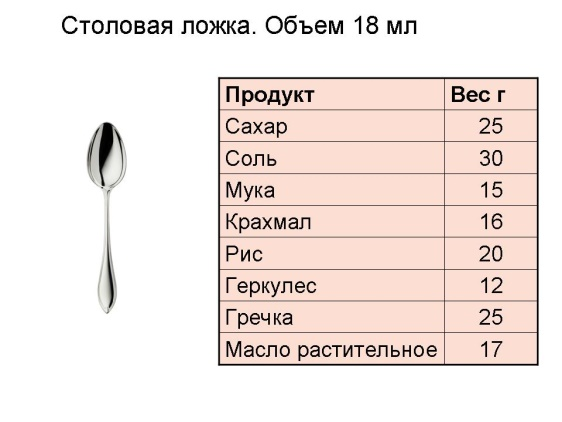 Столовая ложка. Объем 18 мл
Продукт Вес г
Сахар 25
Соль 30
Мука 15
Крахмал 16
Рис 20
Геркулес 12
Гречка 25
Масло растительное 17